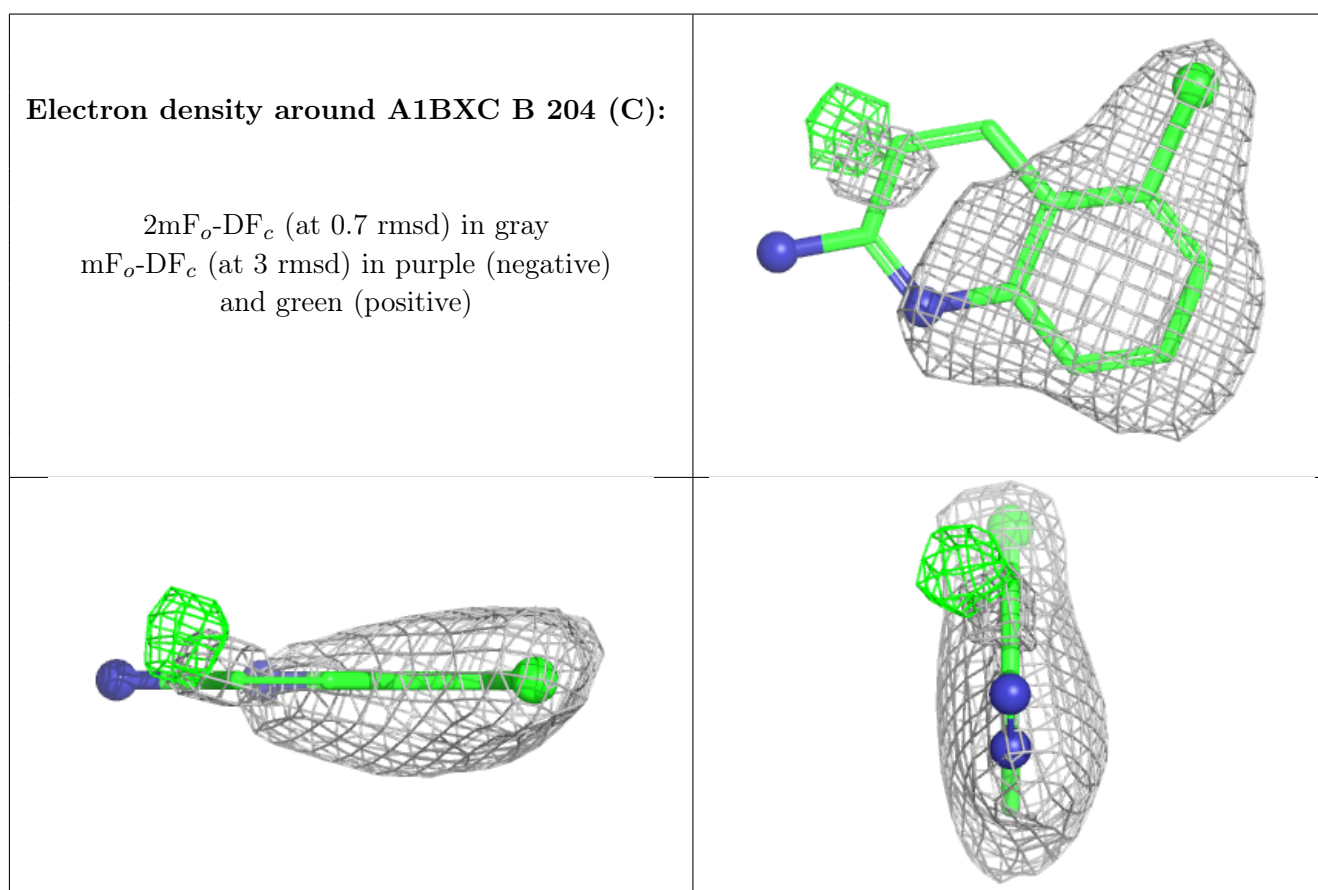 Electron density around A1BXC B 204 (C):
2mFo-DFc (at 0.7 rmsd) in gray
mFo-DFc (at 3 rmsd) in purple (negative)
and green (positive)